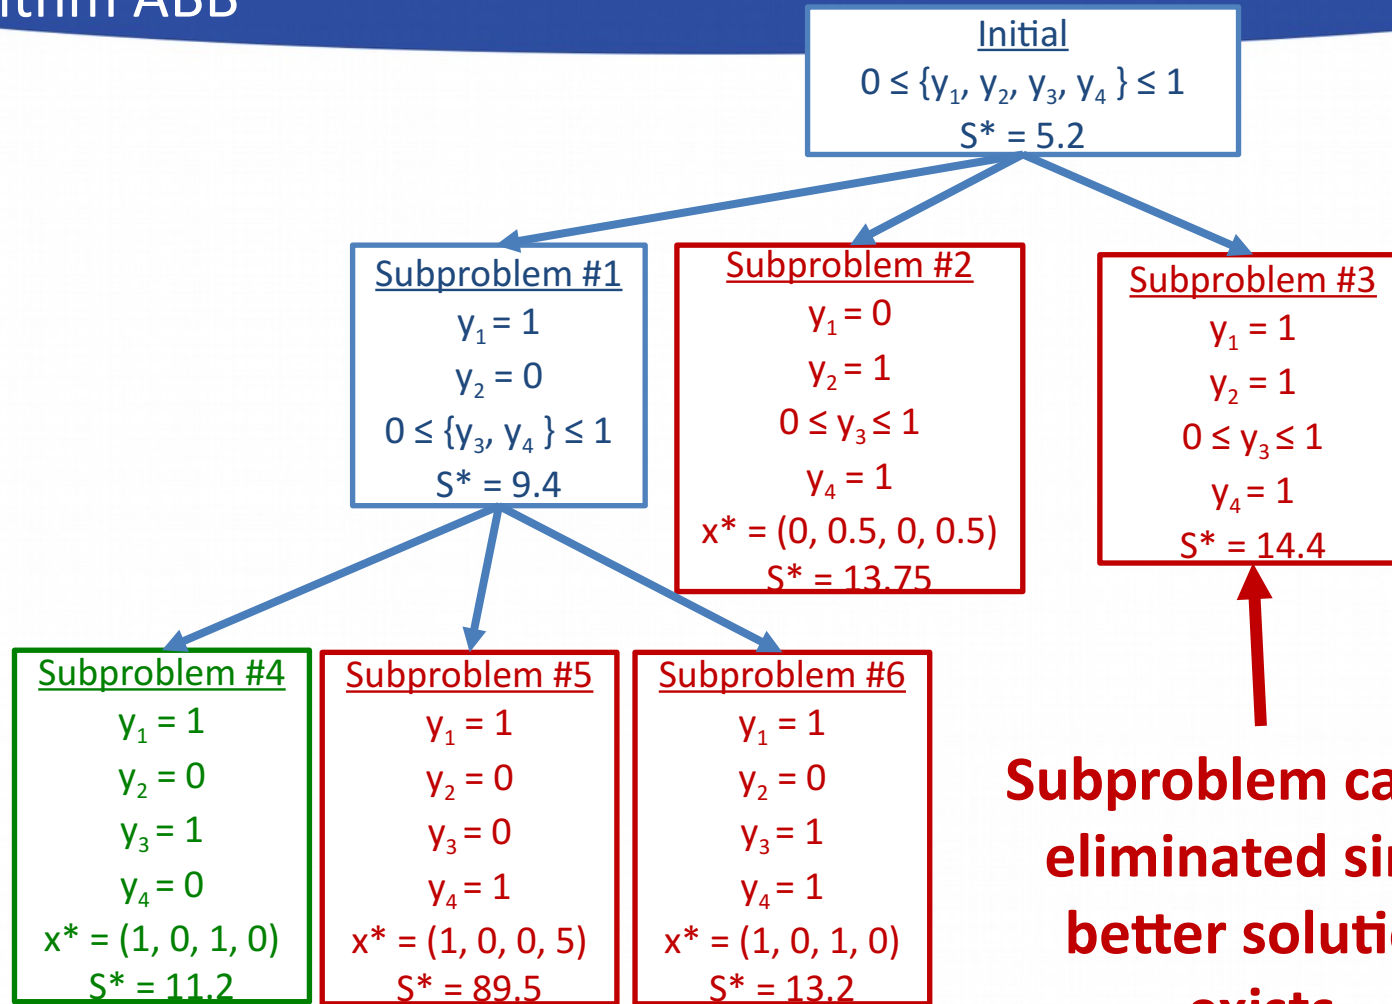 ABB
Initial
0 ≤ {y₁, y₂, y₃, y₄ } ≤ 1
S* = 5.2
Subproblem #1
y₁ = 1
y₂ = 0
0 ≤ {y₃, y₄ } ≤ 1
S* = 9.4
Subproblem #2
y₁ = 0
y₂ = 1
0 ≤ y₃ ≤ 1
y₄ = 1
x* = (0, 0.5, 0, 0.5)
S* = 13.75
Subproblem #3
y₁ = 1
y₂ = 1
0 ≤ y₃ ≤ 1
y₄ = 1
S* = 14.4
Subproblem #4
y₁ = 1
y₂ = 0
y₃ = 1
y₄ = 0
x* = (1, 0, 1, 0)
S* = 11.2
Subproblem #5
y₁ = 1
y₂ = 0
y₃ = 0
y₄ = 1
x* = (1, 0, 0, 5)
S* = 89.5
Subproblem #6
y₁ = 1
y₂ = 0
y₃ = 1
y₄ = 1
x* = (1, 0, 1, 0)
S* = 13.2
Subproblem
eliminated
better
exists